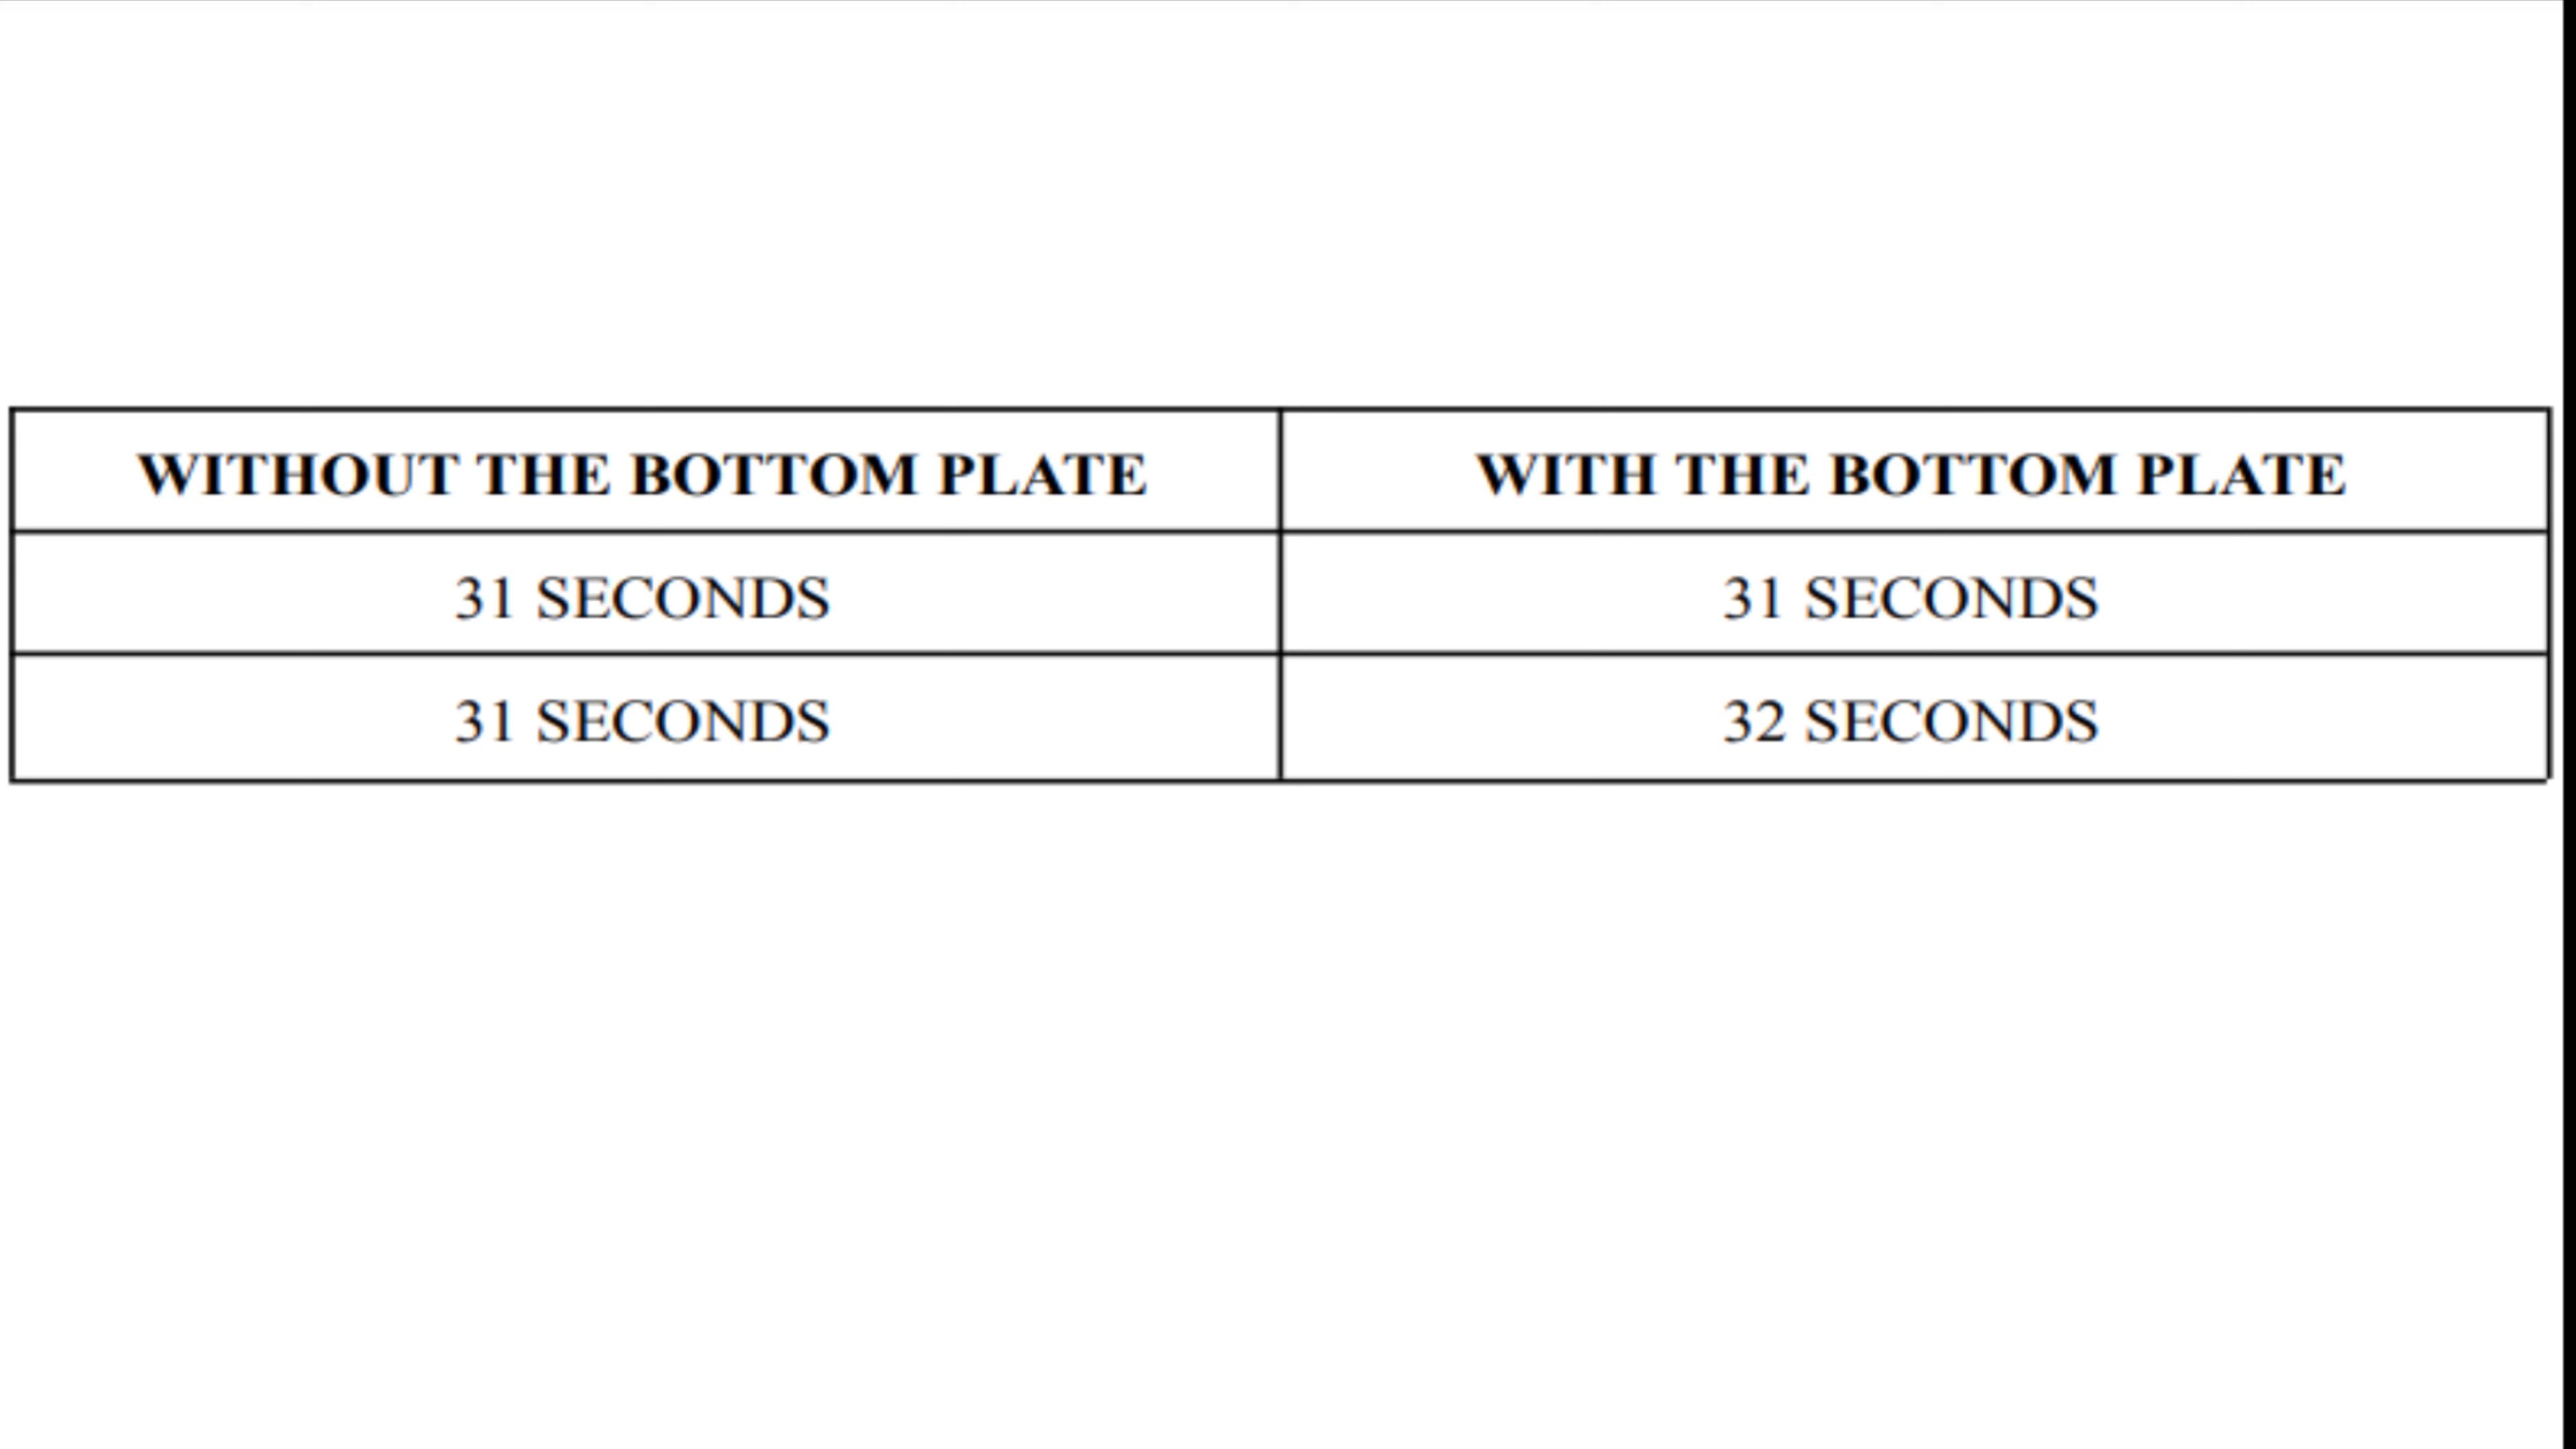 WITHOUT THE BOTTOM PLATE WITH THE BOTTOM PLATE
31 SECONDS 31 SECONDS
31 SECONDS 32 SECONDS